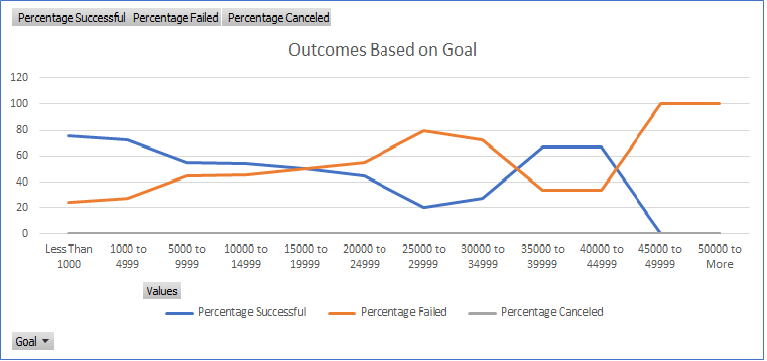 Percentage Successful Percentage Failed Percentage Canceled
Outcomes Based on Goal
120
100
80
60
40
20
0
Less Than 1000
1000 to 4999
5000 to 9999
10000 to 14999
15000 to 19999
20000 to 24999
25000 to 29999
30000 to 34999
35000 to 39999
40000 to 44999
45000 to 49999
50000 to More
Values
Percentage Successful Percentage Failed Percentage Canceled
Goal